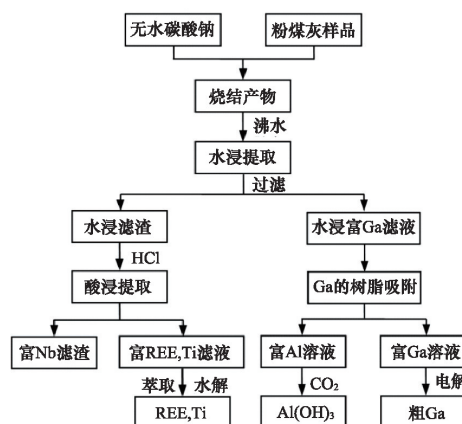 无水碳酸钠 粉煤灰样品
烧结产物
沸水
水浸提取
过滤
水浸滤渣 水浸富Ga滤液
HCl
酸浸提取 Ga的树脂吸附
富Nb滤渣 富REE,Ti滤液 富Al溶液 富Ga溶液
萃取 水解 CO₂ 电解
REE,Ti Al(OH)₃ 粗Ga